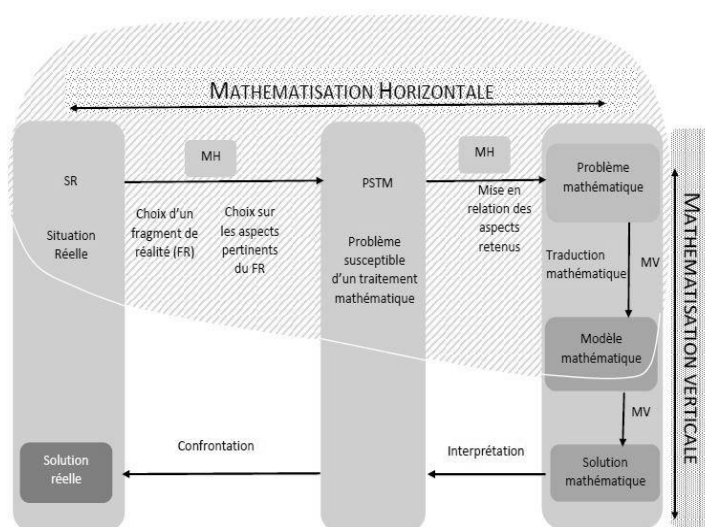 MATHEMATISATION HORIZONTALE
MH
MH
SR
PSTM
Problème
mathématique
Situation
Réelle
Choix d'un
fragment de
réalité (FR)
Choix sur
les aspects
pertinents
du FR
Problème
susceptible
d'un traitement
mathématique
Mise en
relation des
aspects
retenus
Traduction
mathématique
MV
MATHEMATISATION VERTICALE
Modèle
mathématique
MV
Solution
réelle
Confrontation
Interprétation
Solution
mathématique